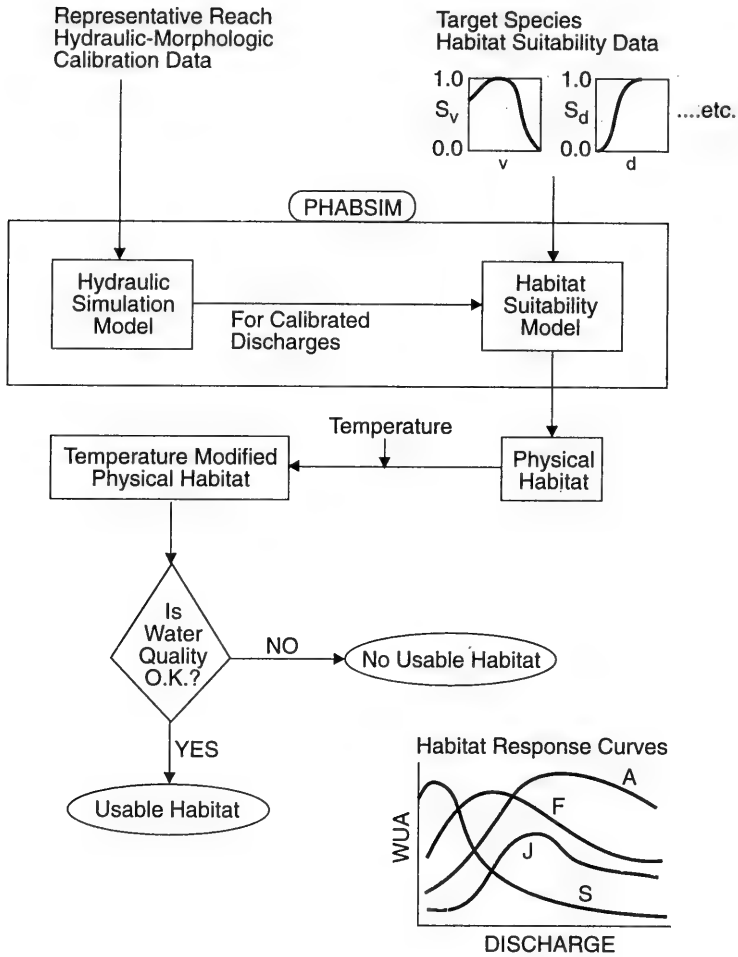 Representative Reach
Hydraulic-Morphologic
Calibration Data
Target Species
Habitat Suitability Data
1.0
Sv
0.0
v
1.0
Sd
0.0
d
....etc.
PHABSIM
Hydraulic
Simulation
Model
For Calibrated
Discharges
Habitat
Suitability
Model
Temperature
Physical
Habitat
Temperature Modified
Physical Habitat
Is
Water
Quality
O.K.?
NO
No Usable Habitat
YES
Usable Habitat
Habitat Response Curves
WUA
A
F
J
S
DISCHARGE